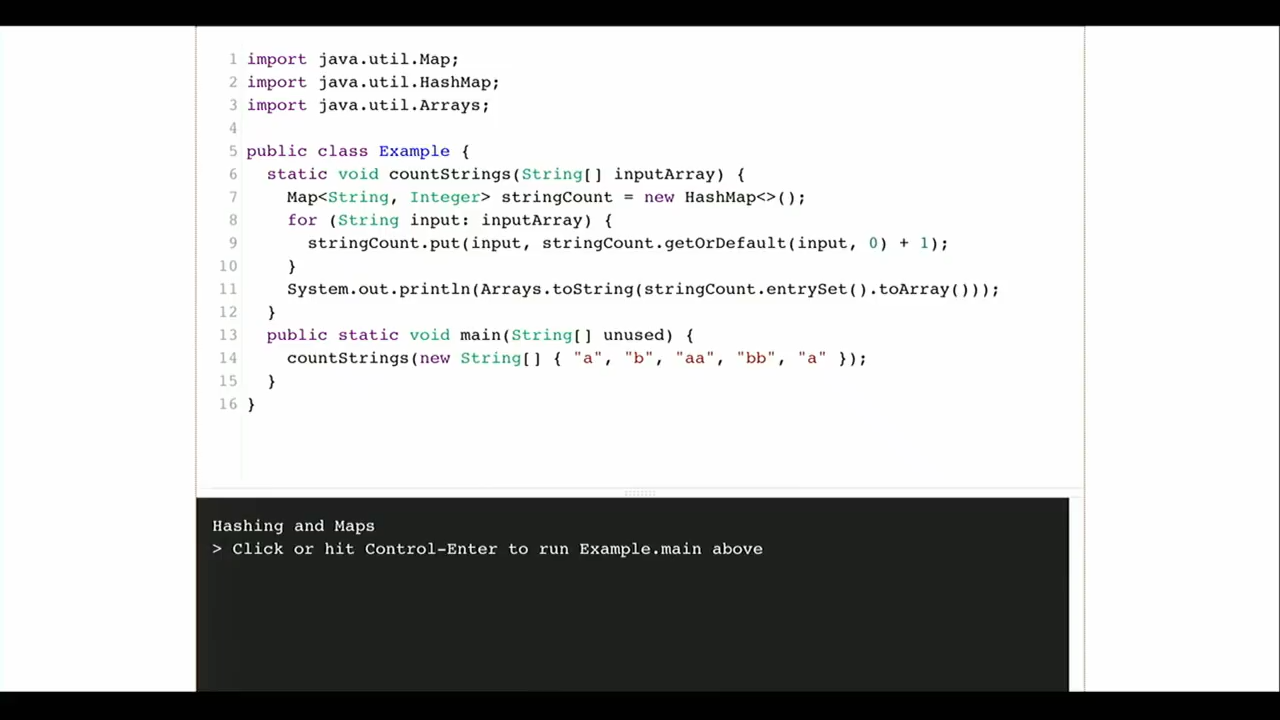 1 import java.util.Map;
2 import java.util.HashMap;
3 import java.util.Arrays;
4
5 public class Example {
6   static void countStrings(String[] inputArray) {
7     Map<String, Integer> stringCount = new HashMap<>();
8     for (String input: inputArray) {
9       stringCount.put(input, stringCount.getOrDefault(input, 0) + 1);
10     }
11     System.out.println(Arrays.toString(stringCount.entrySet().toArray()));
12   }
13   public static void main(String[] unused) {
14     countStrings(new String[] { "a", "b", "aa", "bb", "a" });
15   }
16 }
Hashing and Maps
> Click or hit Control-Enter to run Example.main above